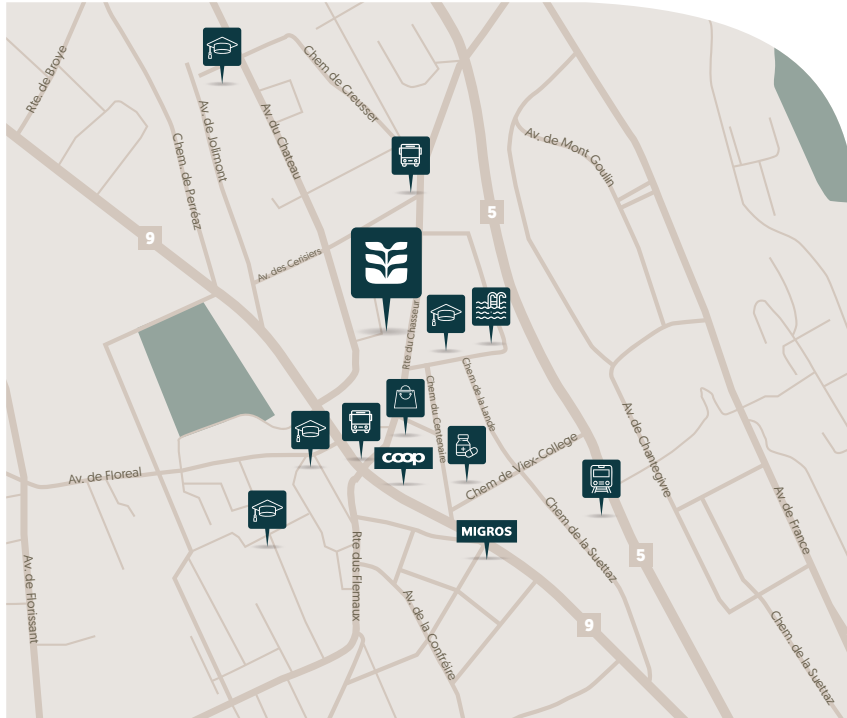 Rte. de Broye
Chem. de Perréaz
Av. de Jolimont
Av. du Chateau
Chem de Creusser
Av. de Mont Goulin
5
9
Av. des Cerisiers
Rte du Chasseur
Chem de la Lande
Chem du Centenaire
coop
Av. de Floreal
Chem de Viex-College
Av. de Chantegivre
Av. de France
MIGROS
Chem de la Suettaz
5
Rte dus Flemaux
Av. de Florissant
Av. de la Confréire
9
Chem. de la Suettaz